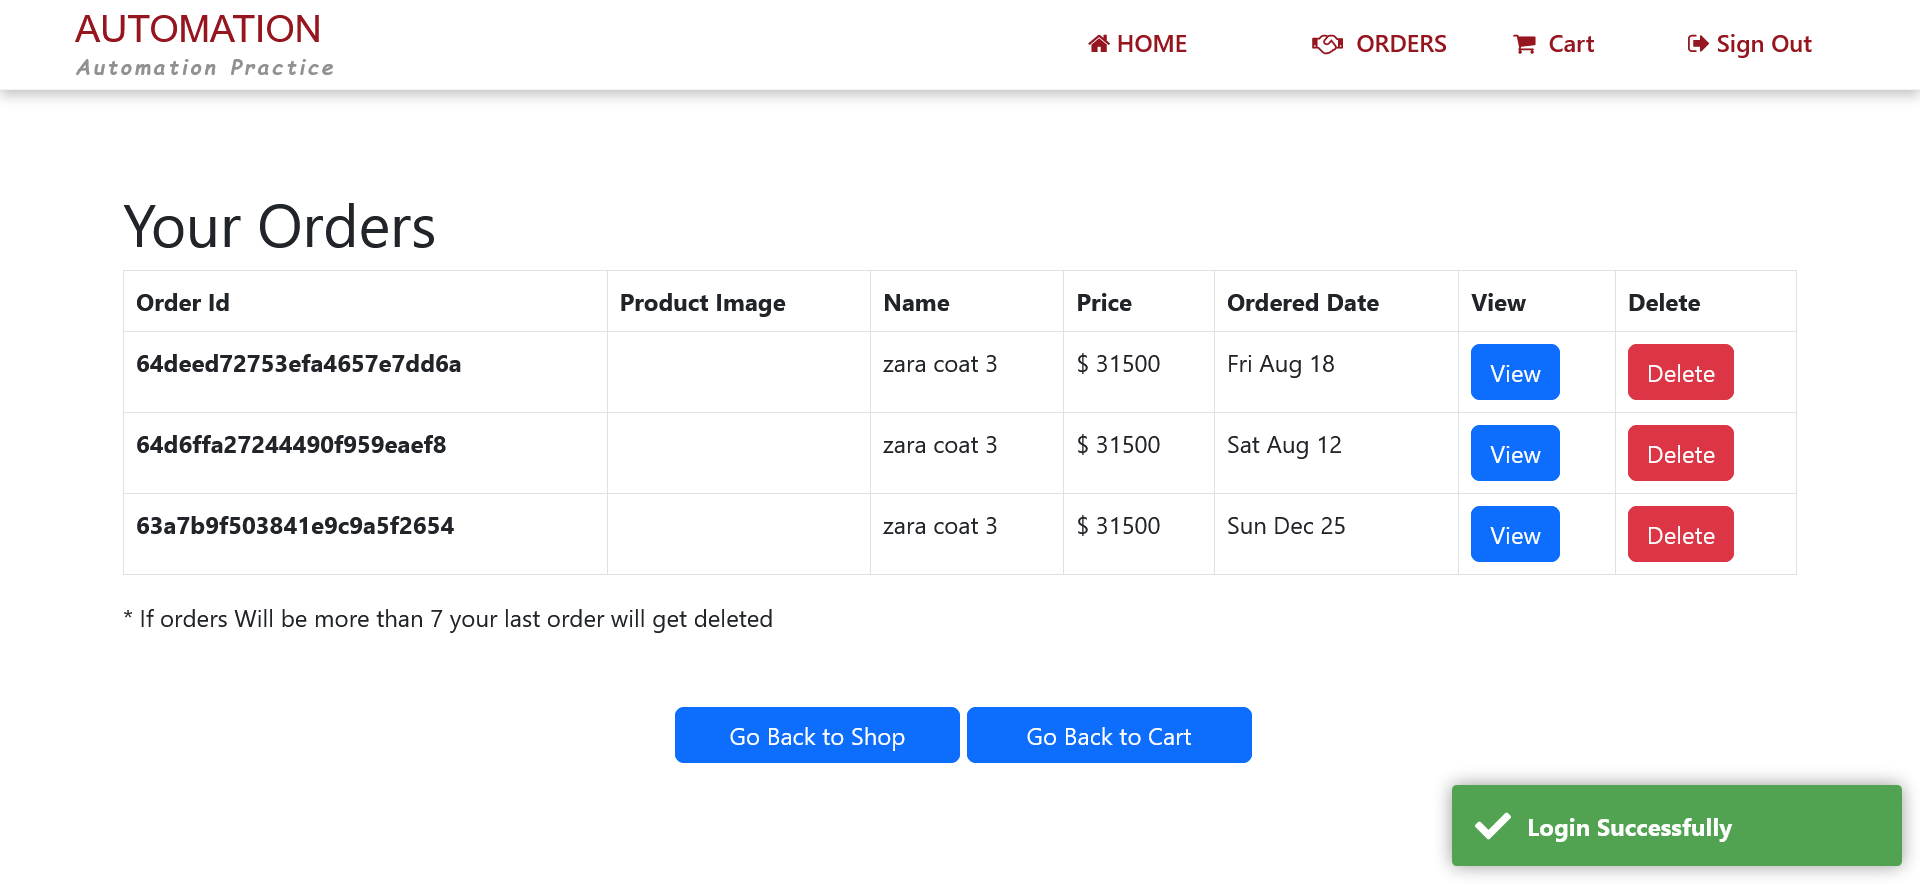 AUTOMATION
Automation Practice
HOME ORDERS Cart Sign Out
Your Orders
Order Id Product Image Name Price Ordered Date View Delete
64deed72753efa4657e7dd6a zara coat 3 $ 31500 Fri Aug 18 View Delete
64d6ffa27244490f959eaef8 zara coat 3 $ 31500 Sat Aug 12 View Delete
63a7b9f503841e9c9a5f2654 zara coat 3 $ 31500 Sun Dec 25 View Delete
* If orders Will be more than 7 your last order will get deleted
Go Back to Shop Go Back to Cart
Login Successfully